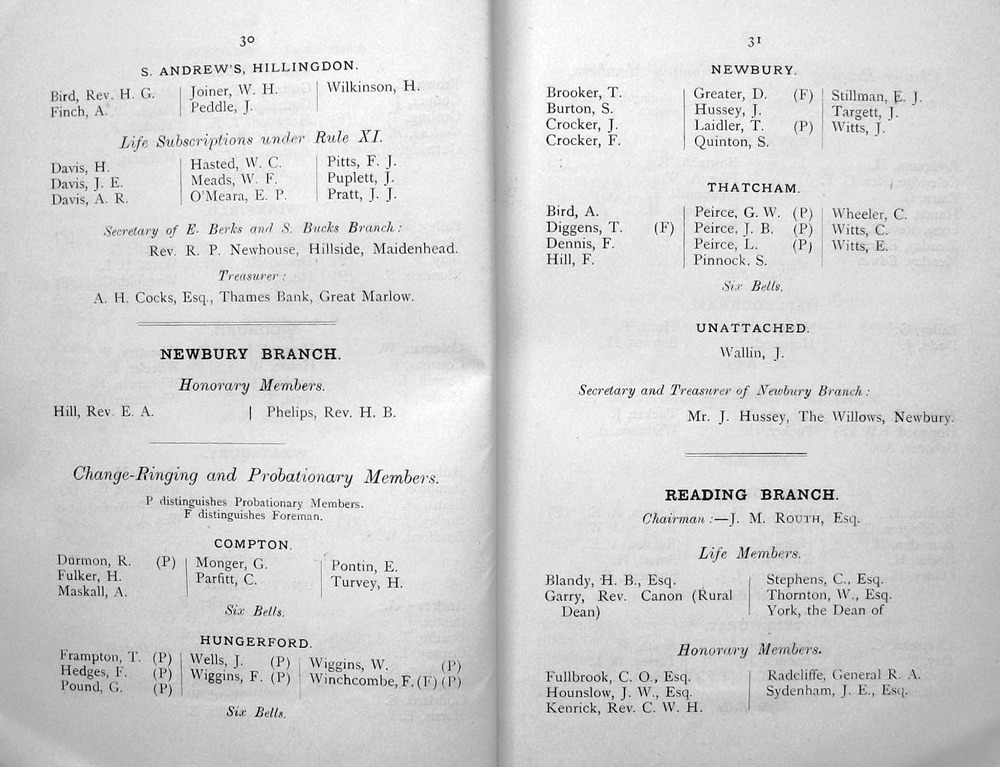 30
S. ANDREW'S, HILLINGDON.
Bird, Rev. H. G. Joiner, W. H. Wilkinson, H.
Finch, A. Peddle, J.
Life Subscriptions under Rule XI.
Davis, H. Hasted, W. C. Pitts, F. J.
Davis, J. E. Meads, W. F. Puplett, J.
Davis, A. R. O'Meara, E. P. Pratt, J. J.
Secretary of E. Berks and S. Bucks Branch:
Rev. R. P. Newhouse, Hillside, Maidenhead.
Treasurer:
A. H. Cocks, Esq., Thames Bank, Great Marlow.
NEWBURY BRANCH.
Honorary Members.
Hill, Rev. E. A. Phelips, Rev. H. B.
Change-Ringing and Probationary Members.
P distinguishes Probationary Members.
F distinguishes Foreman.
COMPTON.
Durmon, R. (P) Monger, G. Pontin, E.
Fulker, H. Parfitt, C. Turvey, H.
Maskall, A.
Six Bells.
HUNGERFORD.
Frampton, T. (P) Wells, J. (P) Wiggins, W. (P)
Hedges, F. (P) Wiggins, F. (P) Winchcombe, F. (F) (P)
Pound, G. (P)
Six Bells.
31
NEWBURY.
Brooker, T. Greater, D. (F) Stillman, E. J.
Burton, S. Hussey, J. Targett, J.
Crocker, J. Laidler, T. (P) Witts, J.
Crocker, F. Quinton, S.
THATCHAM.
Bird, A. Peirce, G. W. (P) Wheeler, C.
Diggens, T. (F) Peirce, J. B. (P) Witts, C.
Dennis, F. Peirce, L. (P) Witts, E.
Hill, F. Pinnock, S.
Six Bells.
UNATTACHED.
Wallin, J.
Secretary and Treasurer of Newbury Branch:
Mr. J. Hussey, The Willows, Newbury.
READING BRANCH.
Chairman:—J. M. ROUTH, Esq.
Life Members.
Blandy, H. B., Esq. Stephens, C., Esq.
Garry, Rev. Canon (Rural Thornton, W., Esq.
Dean) York, the Dean of
Honorary Members.
Fullbrook, C. O., Esq. Radcliffe, General R. A.
Hounslow, J. W., Esq. Sydenham, J. E., Esq.
Kenrick, Rev. C. W. H.